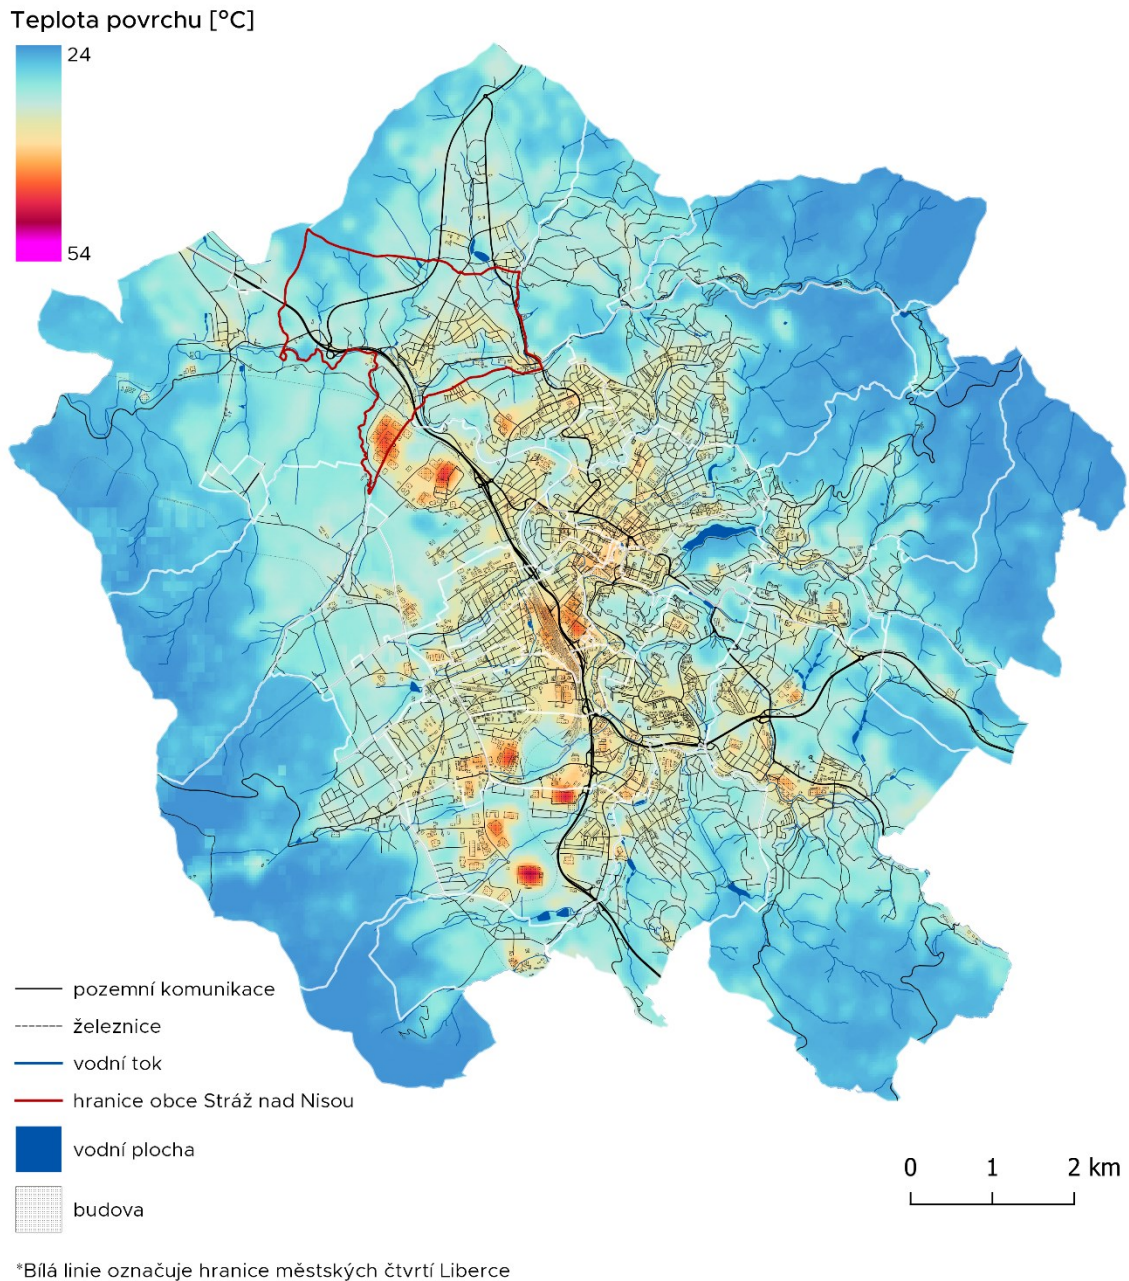 Teplota povrchu [°C]
24
54
pozemní komunikace
železnice
vodní tok
hranice obce Stráž nad Nisou
vodní plocha
budova
0 1 2 km
*Bílá linie označuje hranice městských čtvrtí Liberce